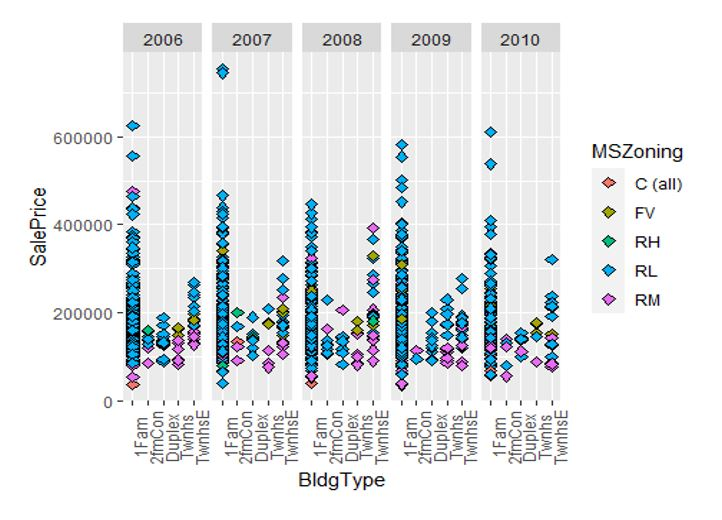 2006 2007 2008 2009 2010
600000
400000
200000
0
SalePrice
1Fam 2fmCon Duplex Twnhs TwnhsE 1Fam 2fmCon Duplex Twnhs TwnhsE 1Fam 2fmCon Duplex Twnhs TwnhsE 1Fam 2fmCon Duplex Twnhs TwnhsE 1Fam 2fmCon Duplex Twnhs TwnhsE
BldgType
MSZoning
C (all)
FV
RH
RL
RM